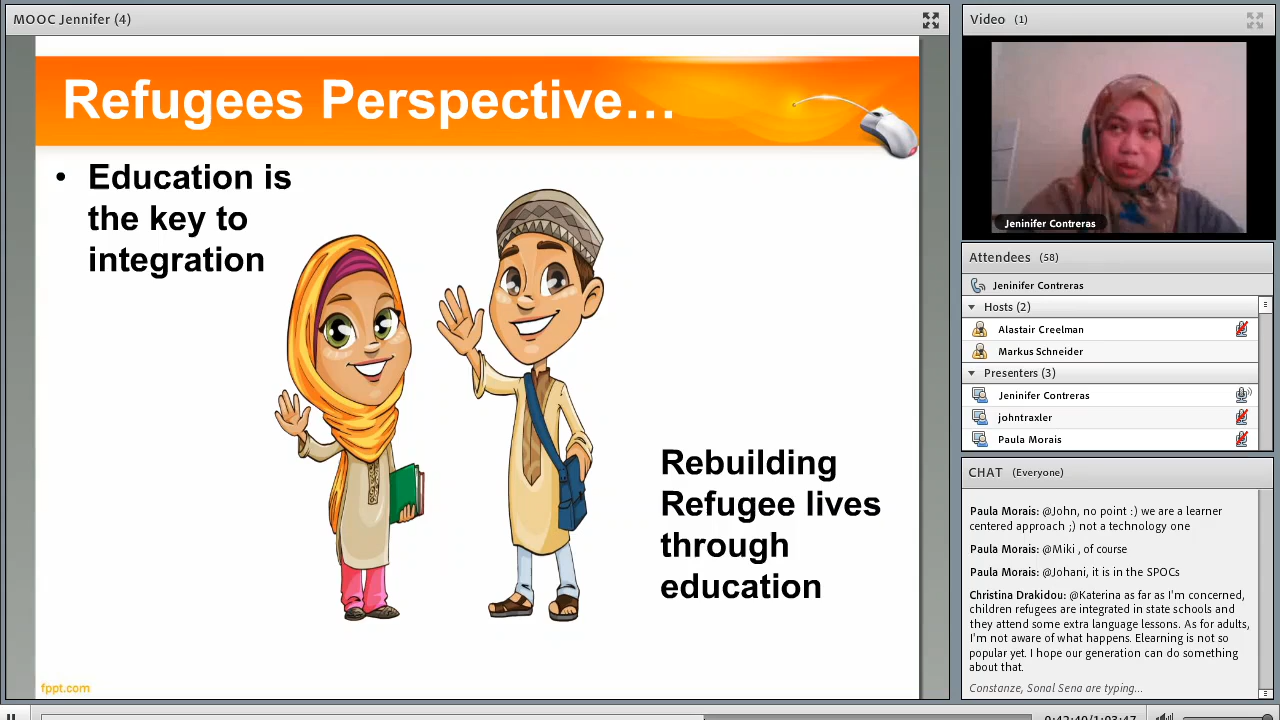 MOOC Jennifer (4)
Refugees Perspective…
• Education is
the key to
integration
Rebuilding
Refugee lives
through
education
fppt.com
Video (1)
Jeninifer Contreras
Attendees (58)
Jeninifer Contreras
Hosts (2)
Alastair Creelman
Markus Schneider
Presenters (3)
Jeninifer Contreras
johntraxler
Paula Morais
CHAT (Everyone)
Paula Morais: @John, no point :) we are a learner
centered approach ;) not a technology one
Paula Morais: @Miki , of course
Paula Morais: @Johani, it is in the SPOCs
Christina Drakidou: @Katerina as far as I'm concerned,
children refugees are integrated in state schools and
they attend some extra language lessons. As for adults,
I'm not aware of what happens. Elearning is not so
popular yet. I hope our generation can do something
about that.
Constanze, Sonal Sena are typing...
0:42:40/1:03:47